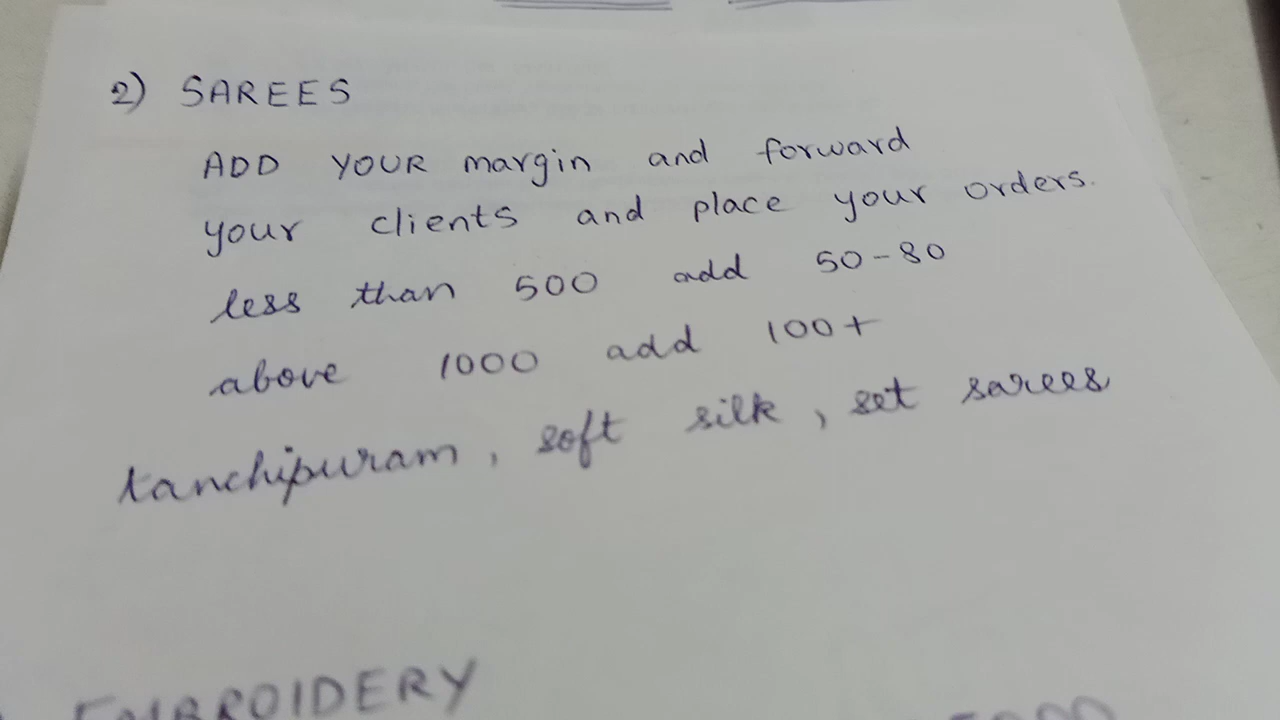 2) SAREES
ADD YOUR margin and forward
your clients and place your orders.
less than 500 add 50-80
above 1000 add 100+
kanchipuram, soft silk, set sarees
EMBROIDERY